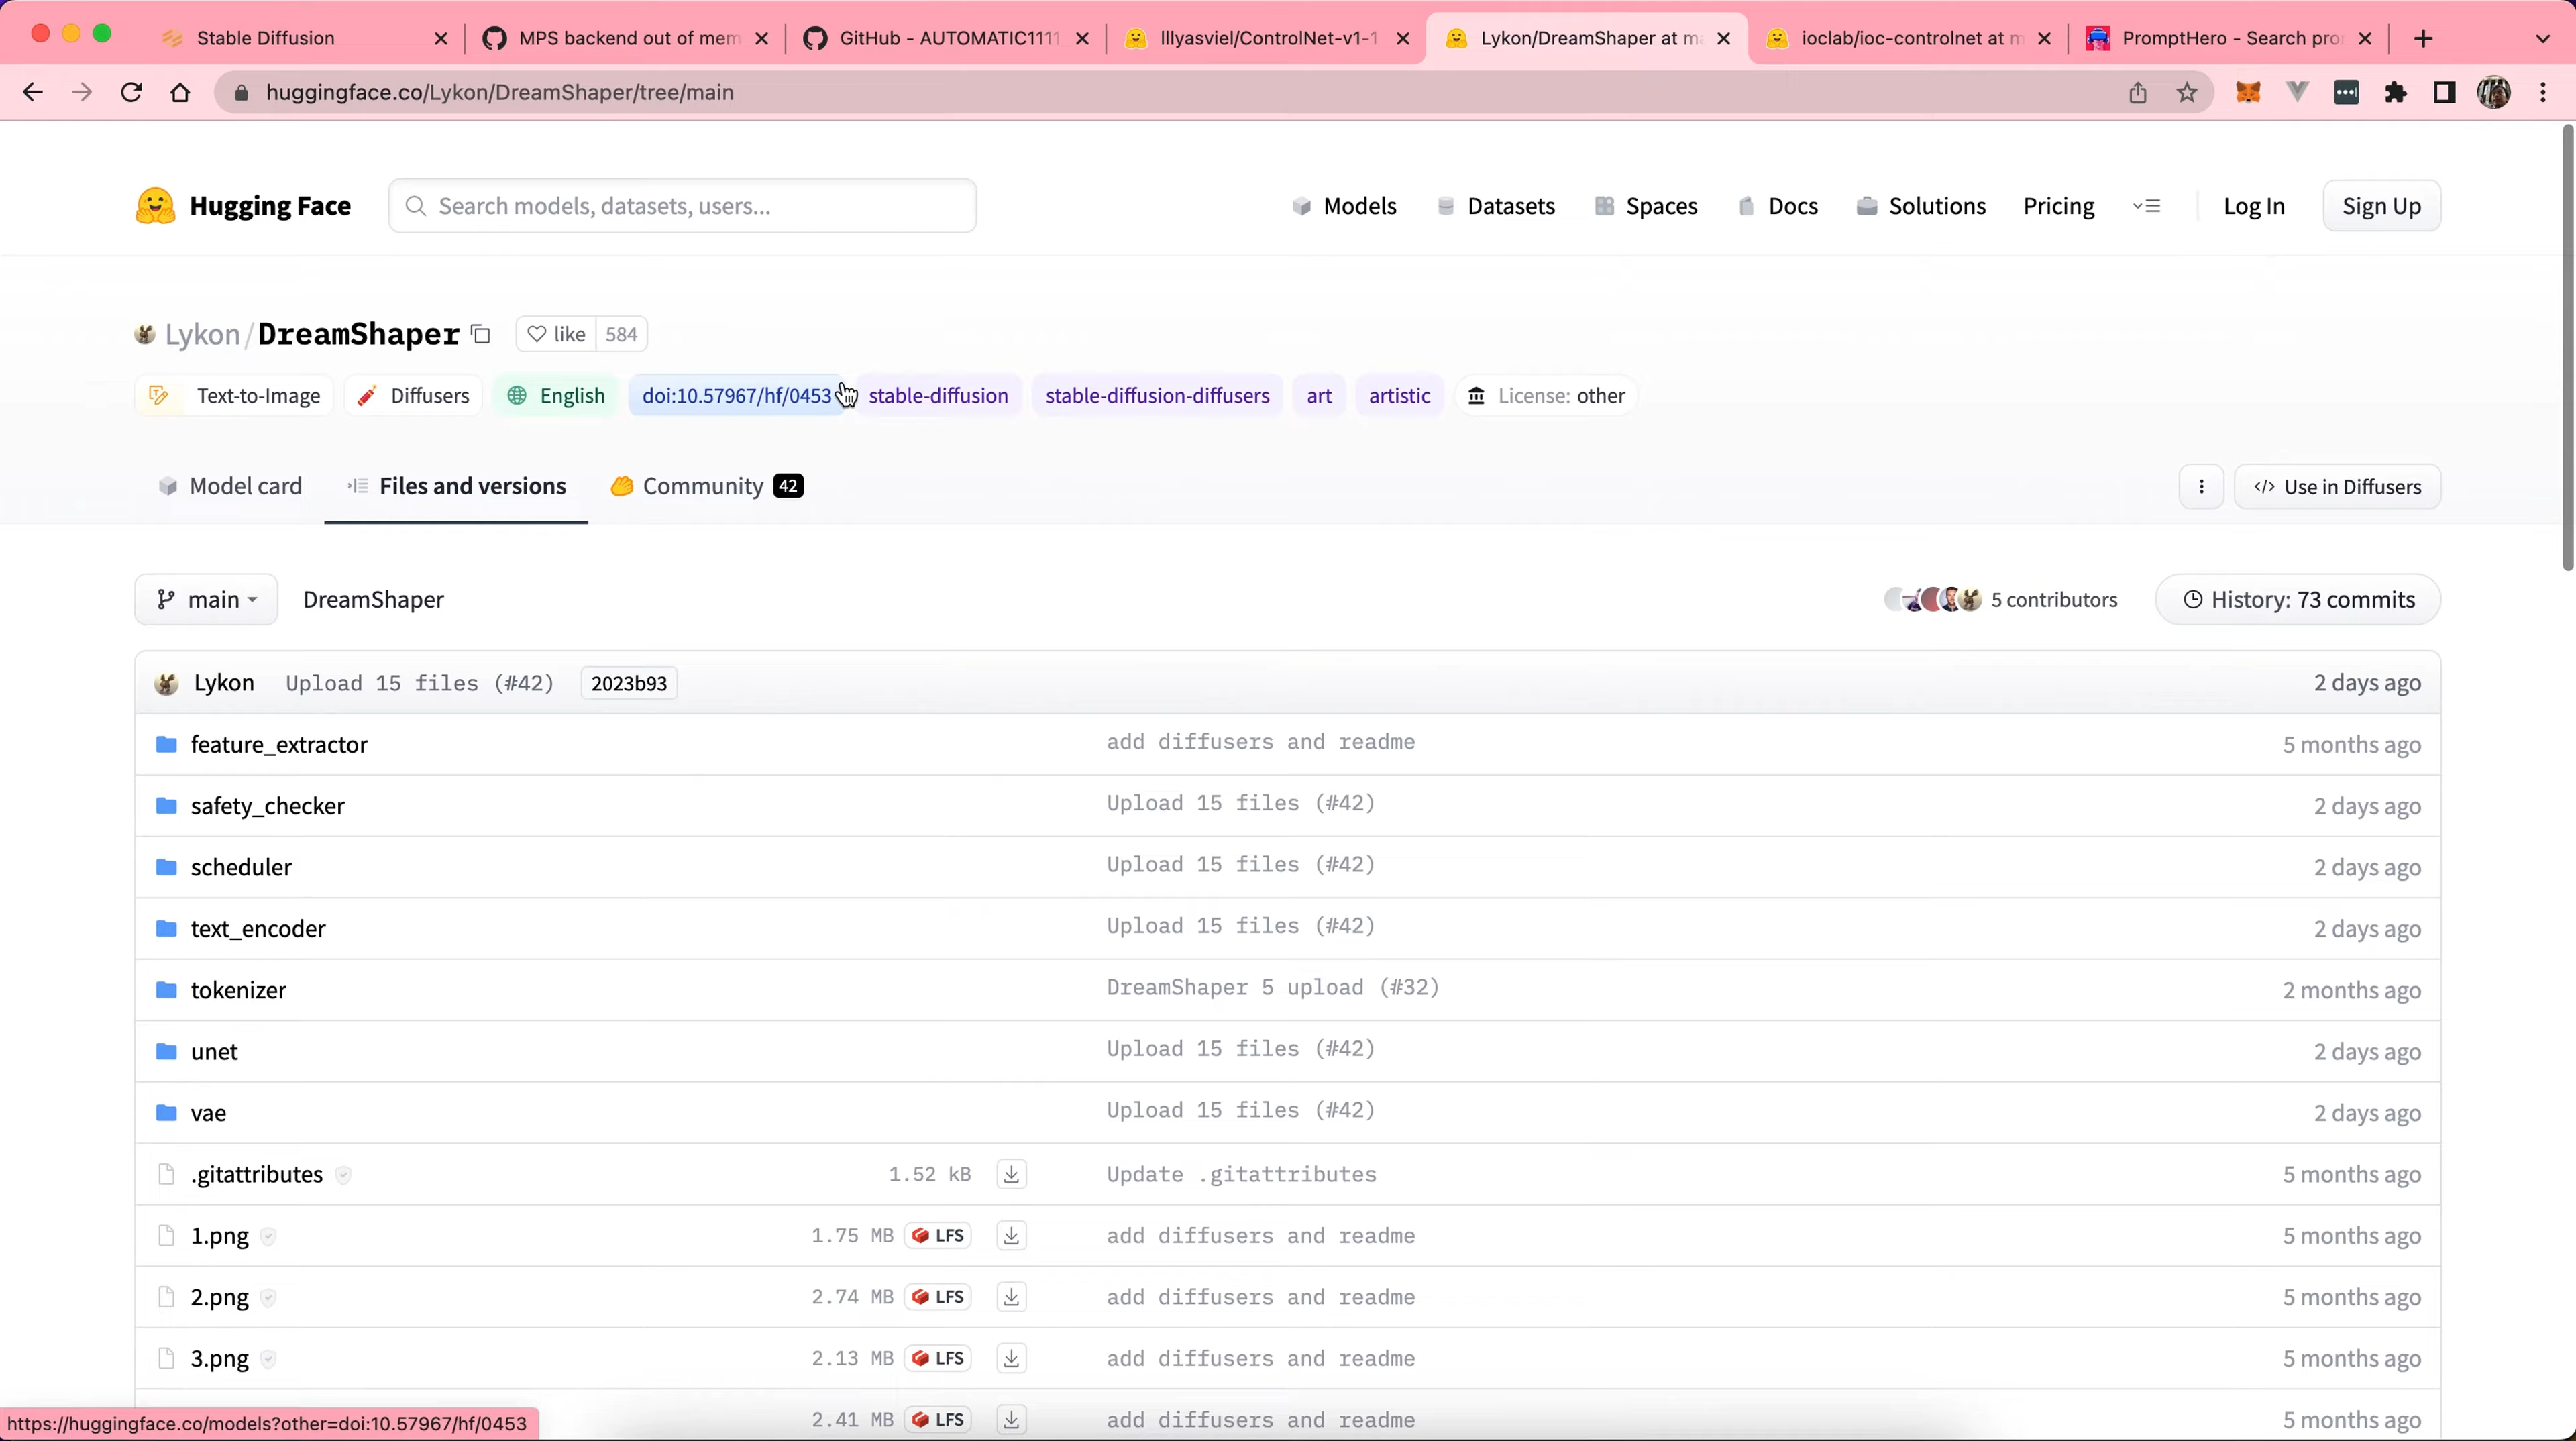 Stable Diffusion
MPS backend out of mem
GitHub - AUTOMATIC1111
lllyasviel/ControlNet-v1-1
Lykon/DreamShaper at ma
ioclab/ioc-controlnet at m
PromptHero - Search pro
huggingface.co/Lykon/DreamShaper/tree/main
Hugging Face
Search models, datasets, users...
Models
Datasets
Spaces
Docs
Solutions
Pricing
Log In
Sign Up
Lykon/DreamShaper
like 584
Text-to-Image
Diffusers
English
doi:10.57967/hf/0453
stable-diffusion
stable-diffusion-diffusers
art
artistic
License: other
Model card
Files and versions
Community 42
</> Use in Diffusers
main
DreamShaper
5 contributors
History: 73 commits
Lykon Upload 15 files (#42) 2023b93 2 days ago
feature_extractor add diffusers and readme 5 months ago
safety_checker Upload 15 files (#42) 2 days ago
scheduler Upload 15 files (#42) 2 days ago
text_encoder Upload 15 files (#42) 2 days ago
tokenizer DreamShaper 5 upload (#32) 2 months ago
unet Upload 15 files (#42) 2 days ago
vae Upload 15 files (#42) 2 days ago
.gitattributes 1.52 kB Update .gitattributes 5 months ago
1.png 1.75 MB LFS add diffusers and readme 5 months ago
2.png 2.74 MB LFS add diffusers and readme 5 months ago
3.png 2.13 MB LFS add diffusers and readme 5 months ago
2.41 MB LFS add diffusers and readme 5 months ago
https://huggingface.co/models?other=doi:10.57967/hf/0453